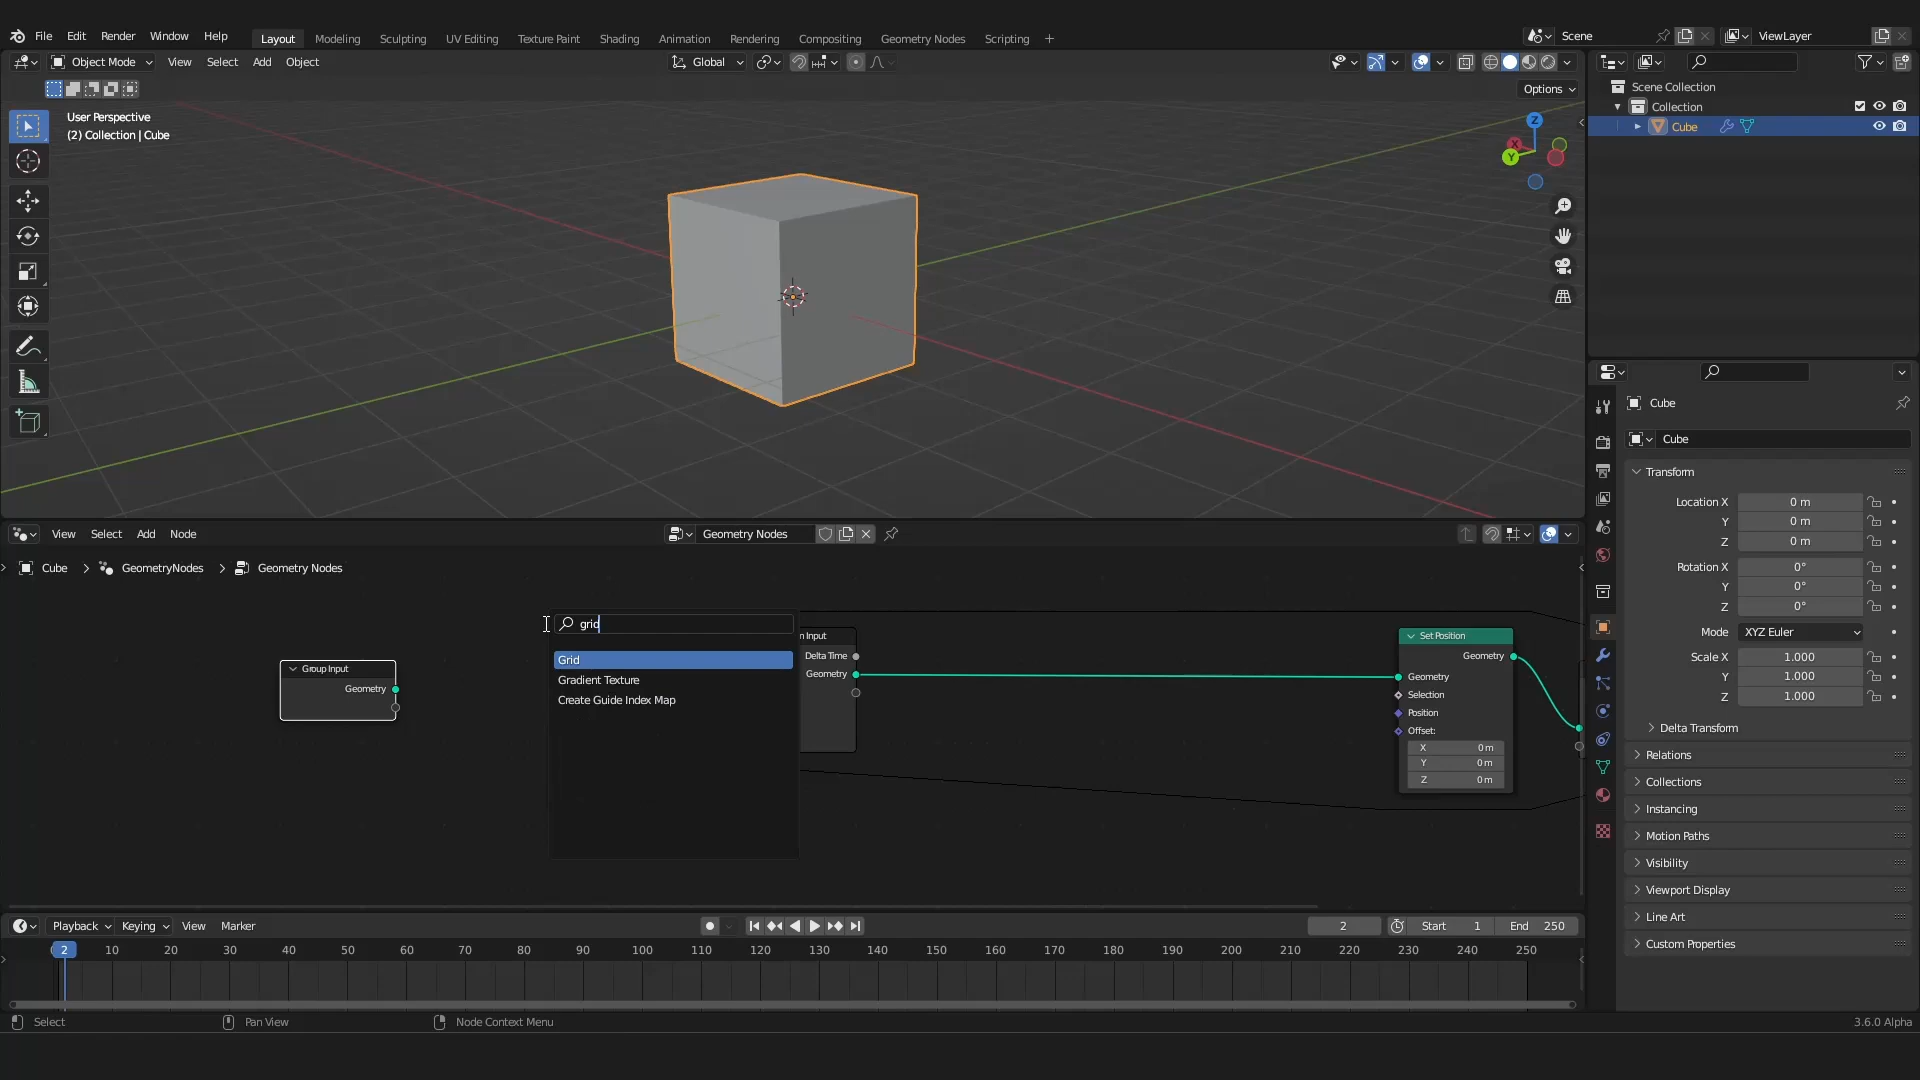 File Edit Render Window Help Layout Modeling Sculpting UV Editing Texture Paint Shading Animation Rendering Compositing Geometry Nodes Scripting + Scene ViewLayer
Object Mode View Select Add Object Global
Options
User Perspective
(2) Collection | Cube
Z
X
Y
Scene Collection
Collection
Cube
Cube
Cube
Transform
Location X 0 m
Y 0 m
Z 0 m
Rotation X 0°
Y 0°
Z 0°
Mode XYZ Euler
Scale X 1.000
Y 1.000
Z 1.000
Delta Transform
Relations
Collections
Instancing
Motion Paths
Visibility
Viewport Display
Line Art
Custom Properties
View Select Add Node Geometry Nodes
Cube > GeometryNodes > Geometry Nodes
Group Input
Geometry
grid
Grid
Gradient Texture
Create Guide Index Map
n Input
Delta Time
Geometry
Set Position
Geometry
Geometry
Selection
Position
Offset:
X 0 m
Y 0 m
Z 0 m
Playback Keying View Marker 2 Start 1 End 250
2 10 20 30 40 50 60 70 80 90 100 110 120 130 140 150 160 170 180 190 200 210 220 230 240 250
Select Pan View Node Context Menu 3.6.0 Alpha